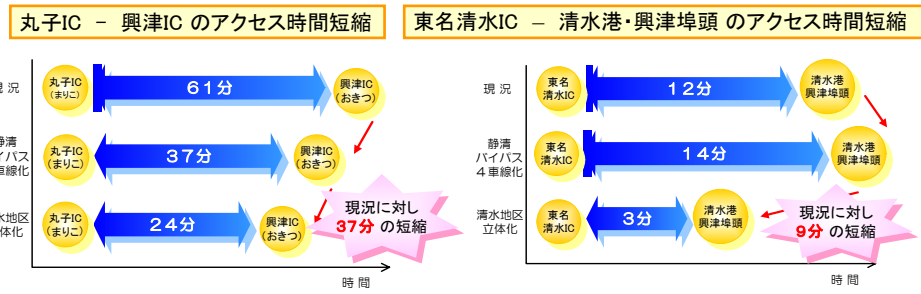 丸子IC － 興津IC のアクセス時間短縮
現 況
丸子IC
(まりこ)
61分
興津IC
(おきつ)
静清
イパス
車線化
丸子IC
(まりこ)
37分
興津IC
(おきつ)
水地区
体化
丸子IC
(まりこ)
24分
興津IC
(おきつ)
現況に対し
37分 の短縮
時 間
東名清水IC － 清水港・興津埠頭 のアクセス時間短縮
現 況
東名
清水IC
12分
清水港
興津埠頭
静清
バイパス
４車線化
東名
清水IC
14分
清水港
興津埠頭
清水地区
立体化
東名
清水IC
3分
清水港
興津埠頭
現況に対し
9分 の短縮
時 間